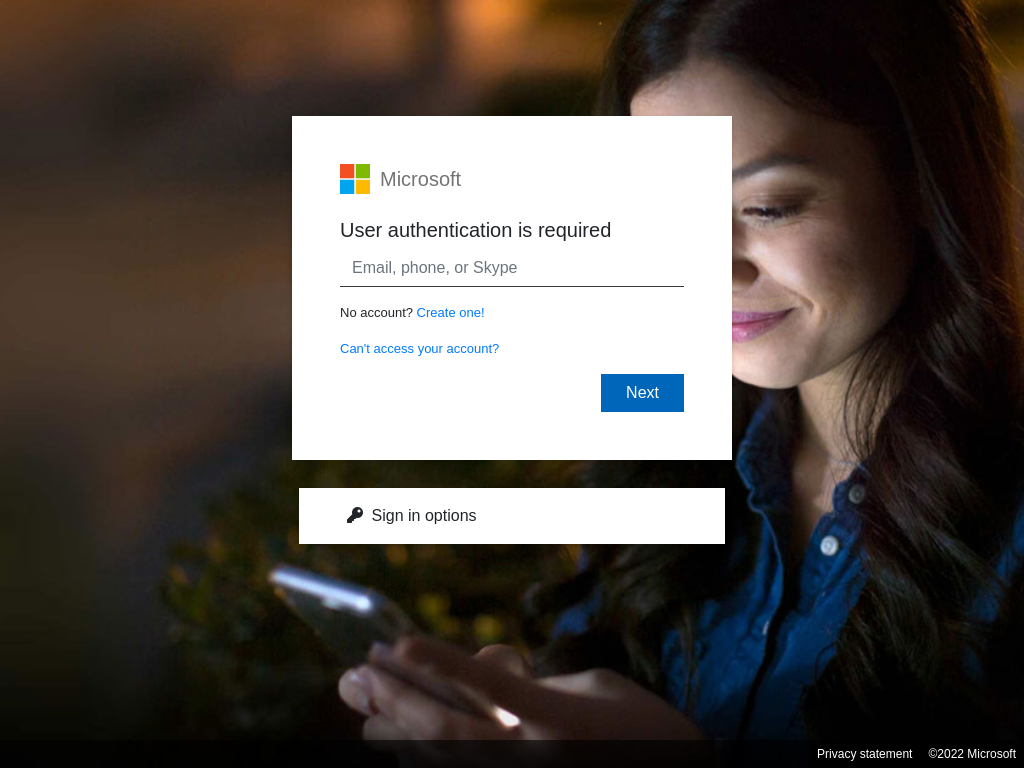 Microsoft
User authentication is required
Email, phone, or Skype
No account? Create one!
Can't access your account?
Next
Sign in options
Privacy statement ©2022 Microsoft